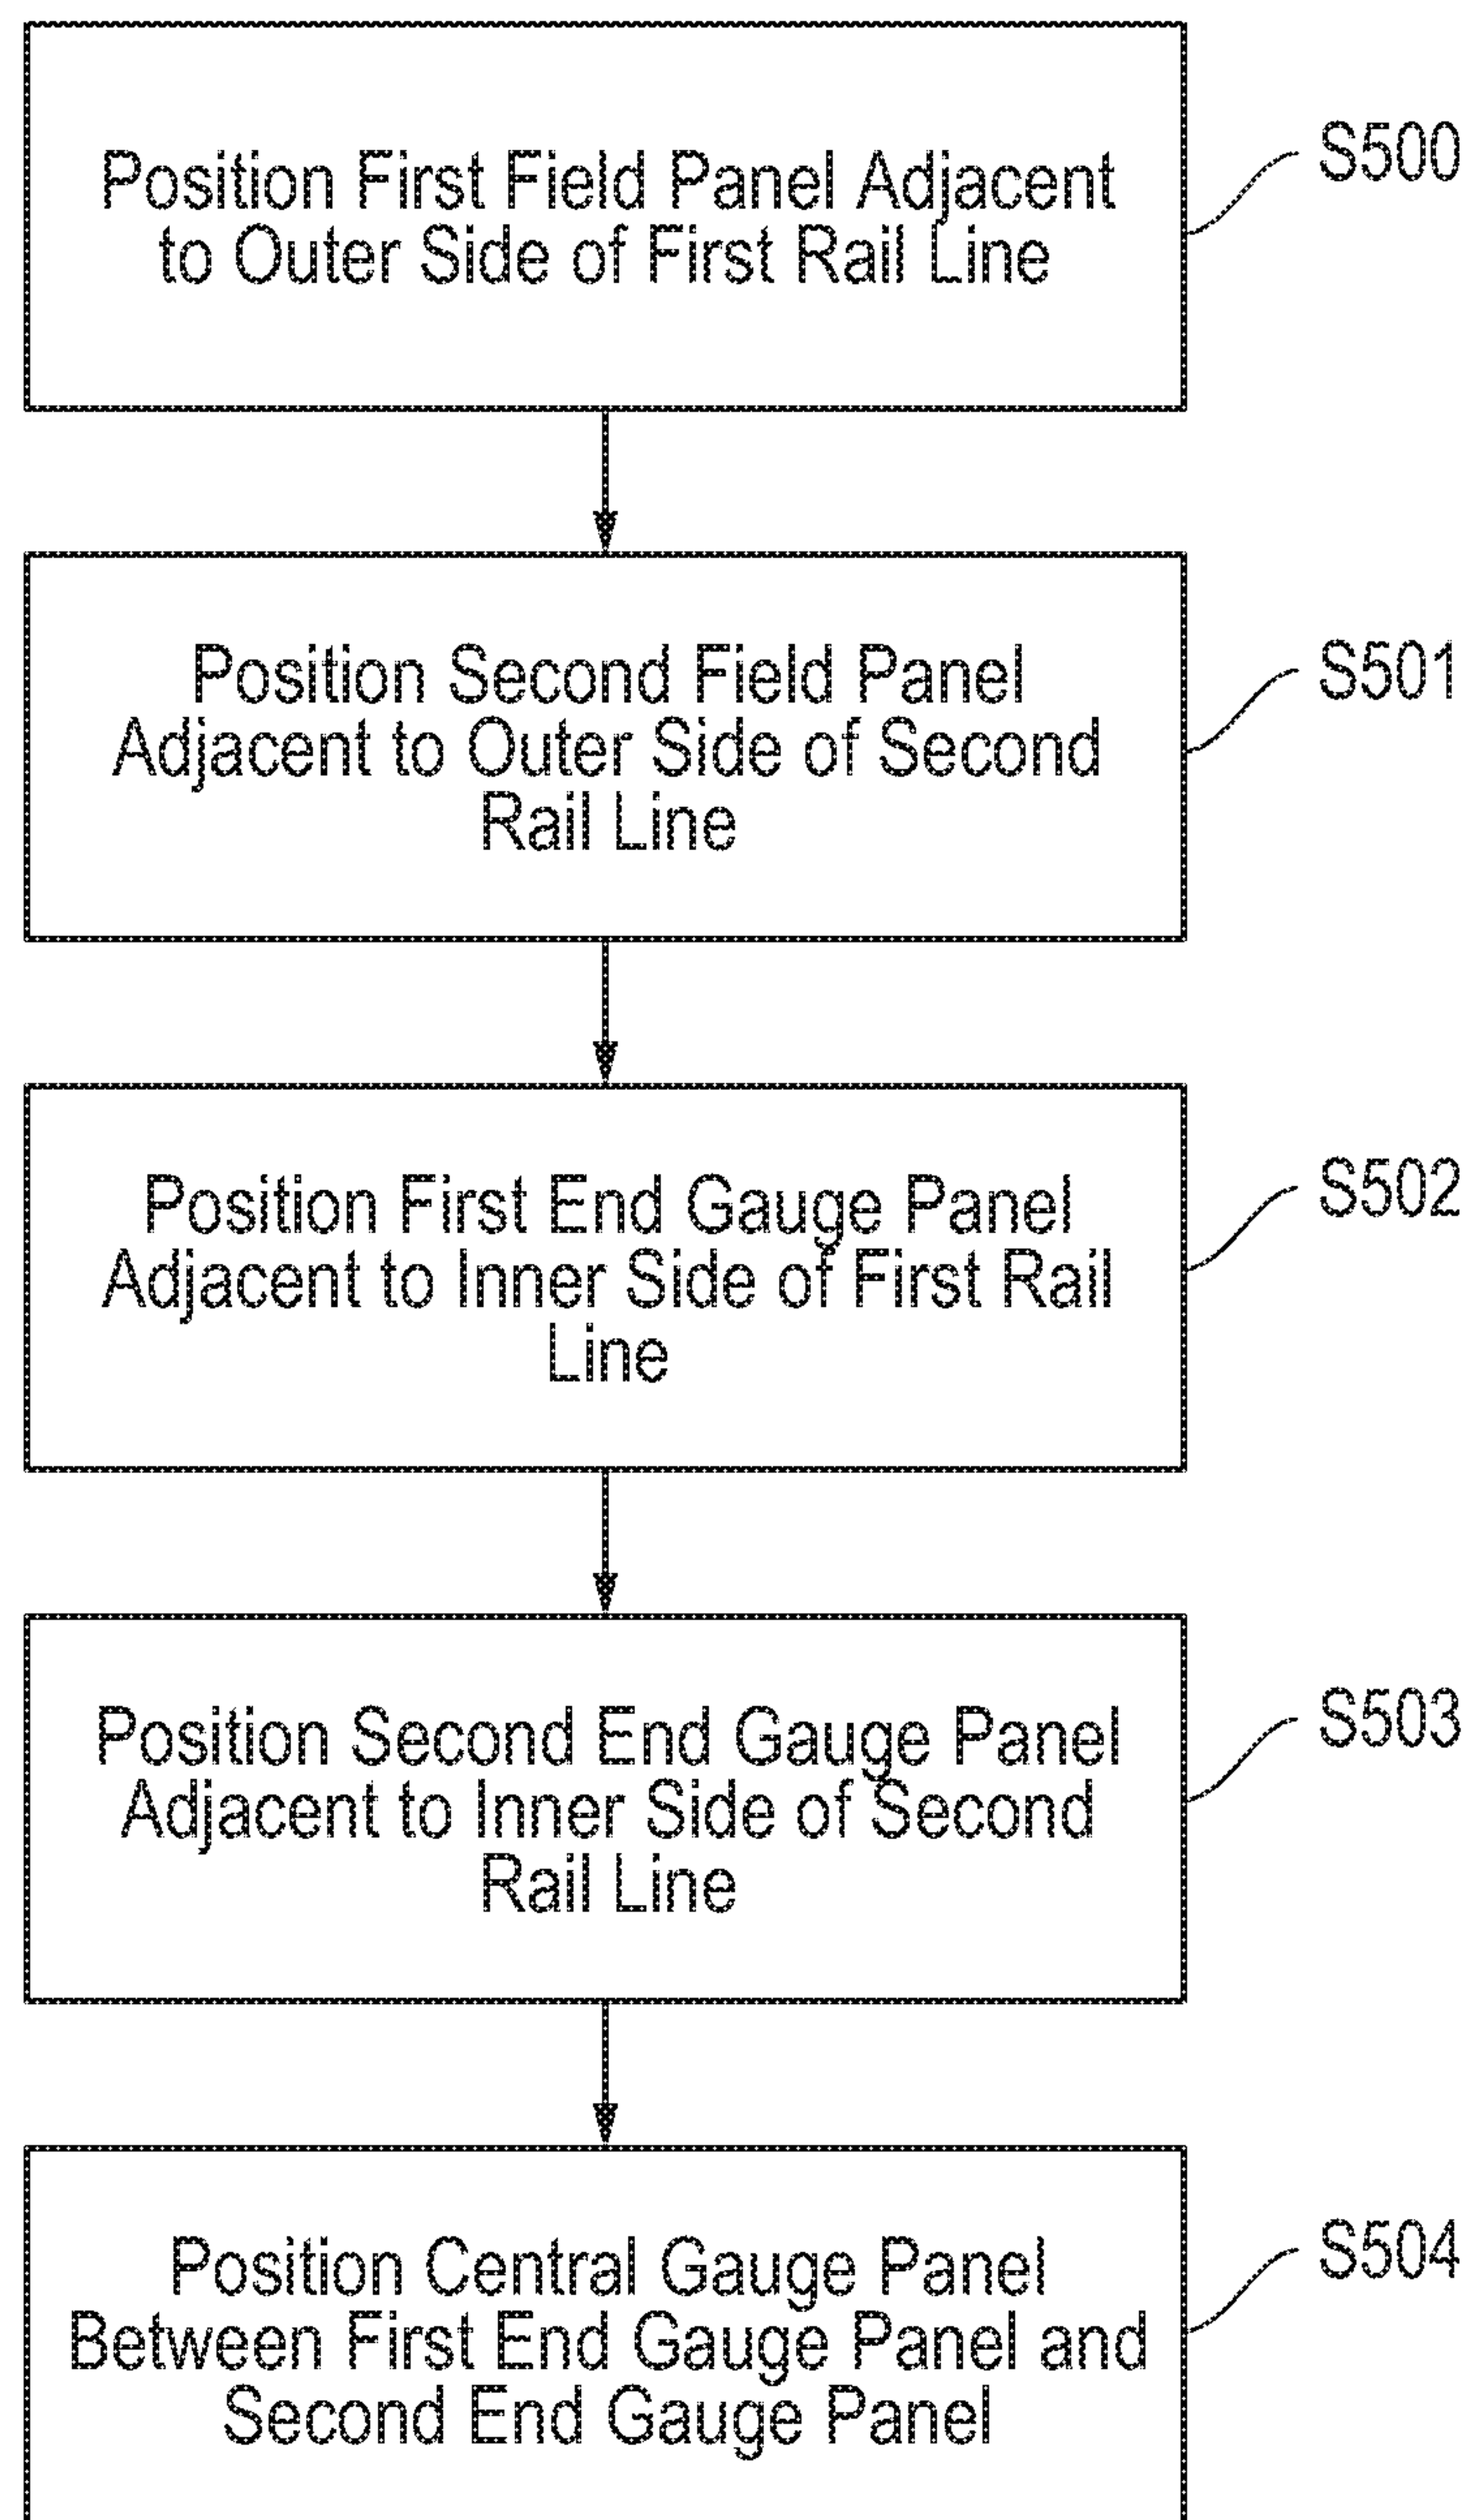 Position First Field Panel Adjacent
to Outer Side of First Rail Line
S500
Position Second Field Panel
Adjacent to Outer Side of Second
Rail Line
S501
Position First End Gauge Panel
Adjacent to Inner Side of First Rail
Line
S502
Position Second End Gauge Panel
Adjacent to Inner Side of Second
Rail Line
S503
Position Central Gauge Panel
Between First End Gauge Panel and
Second End Gauge Panel
S504